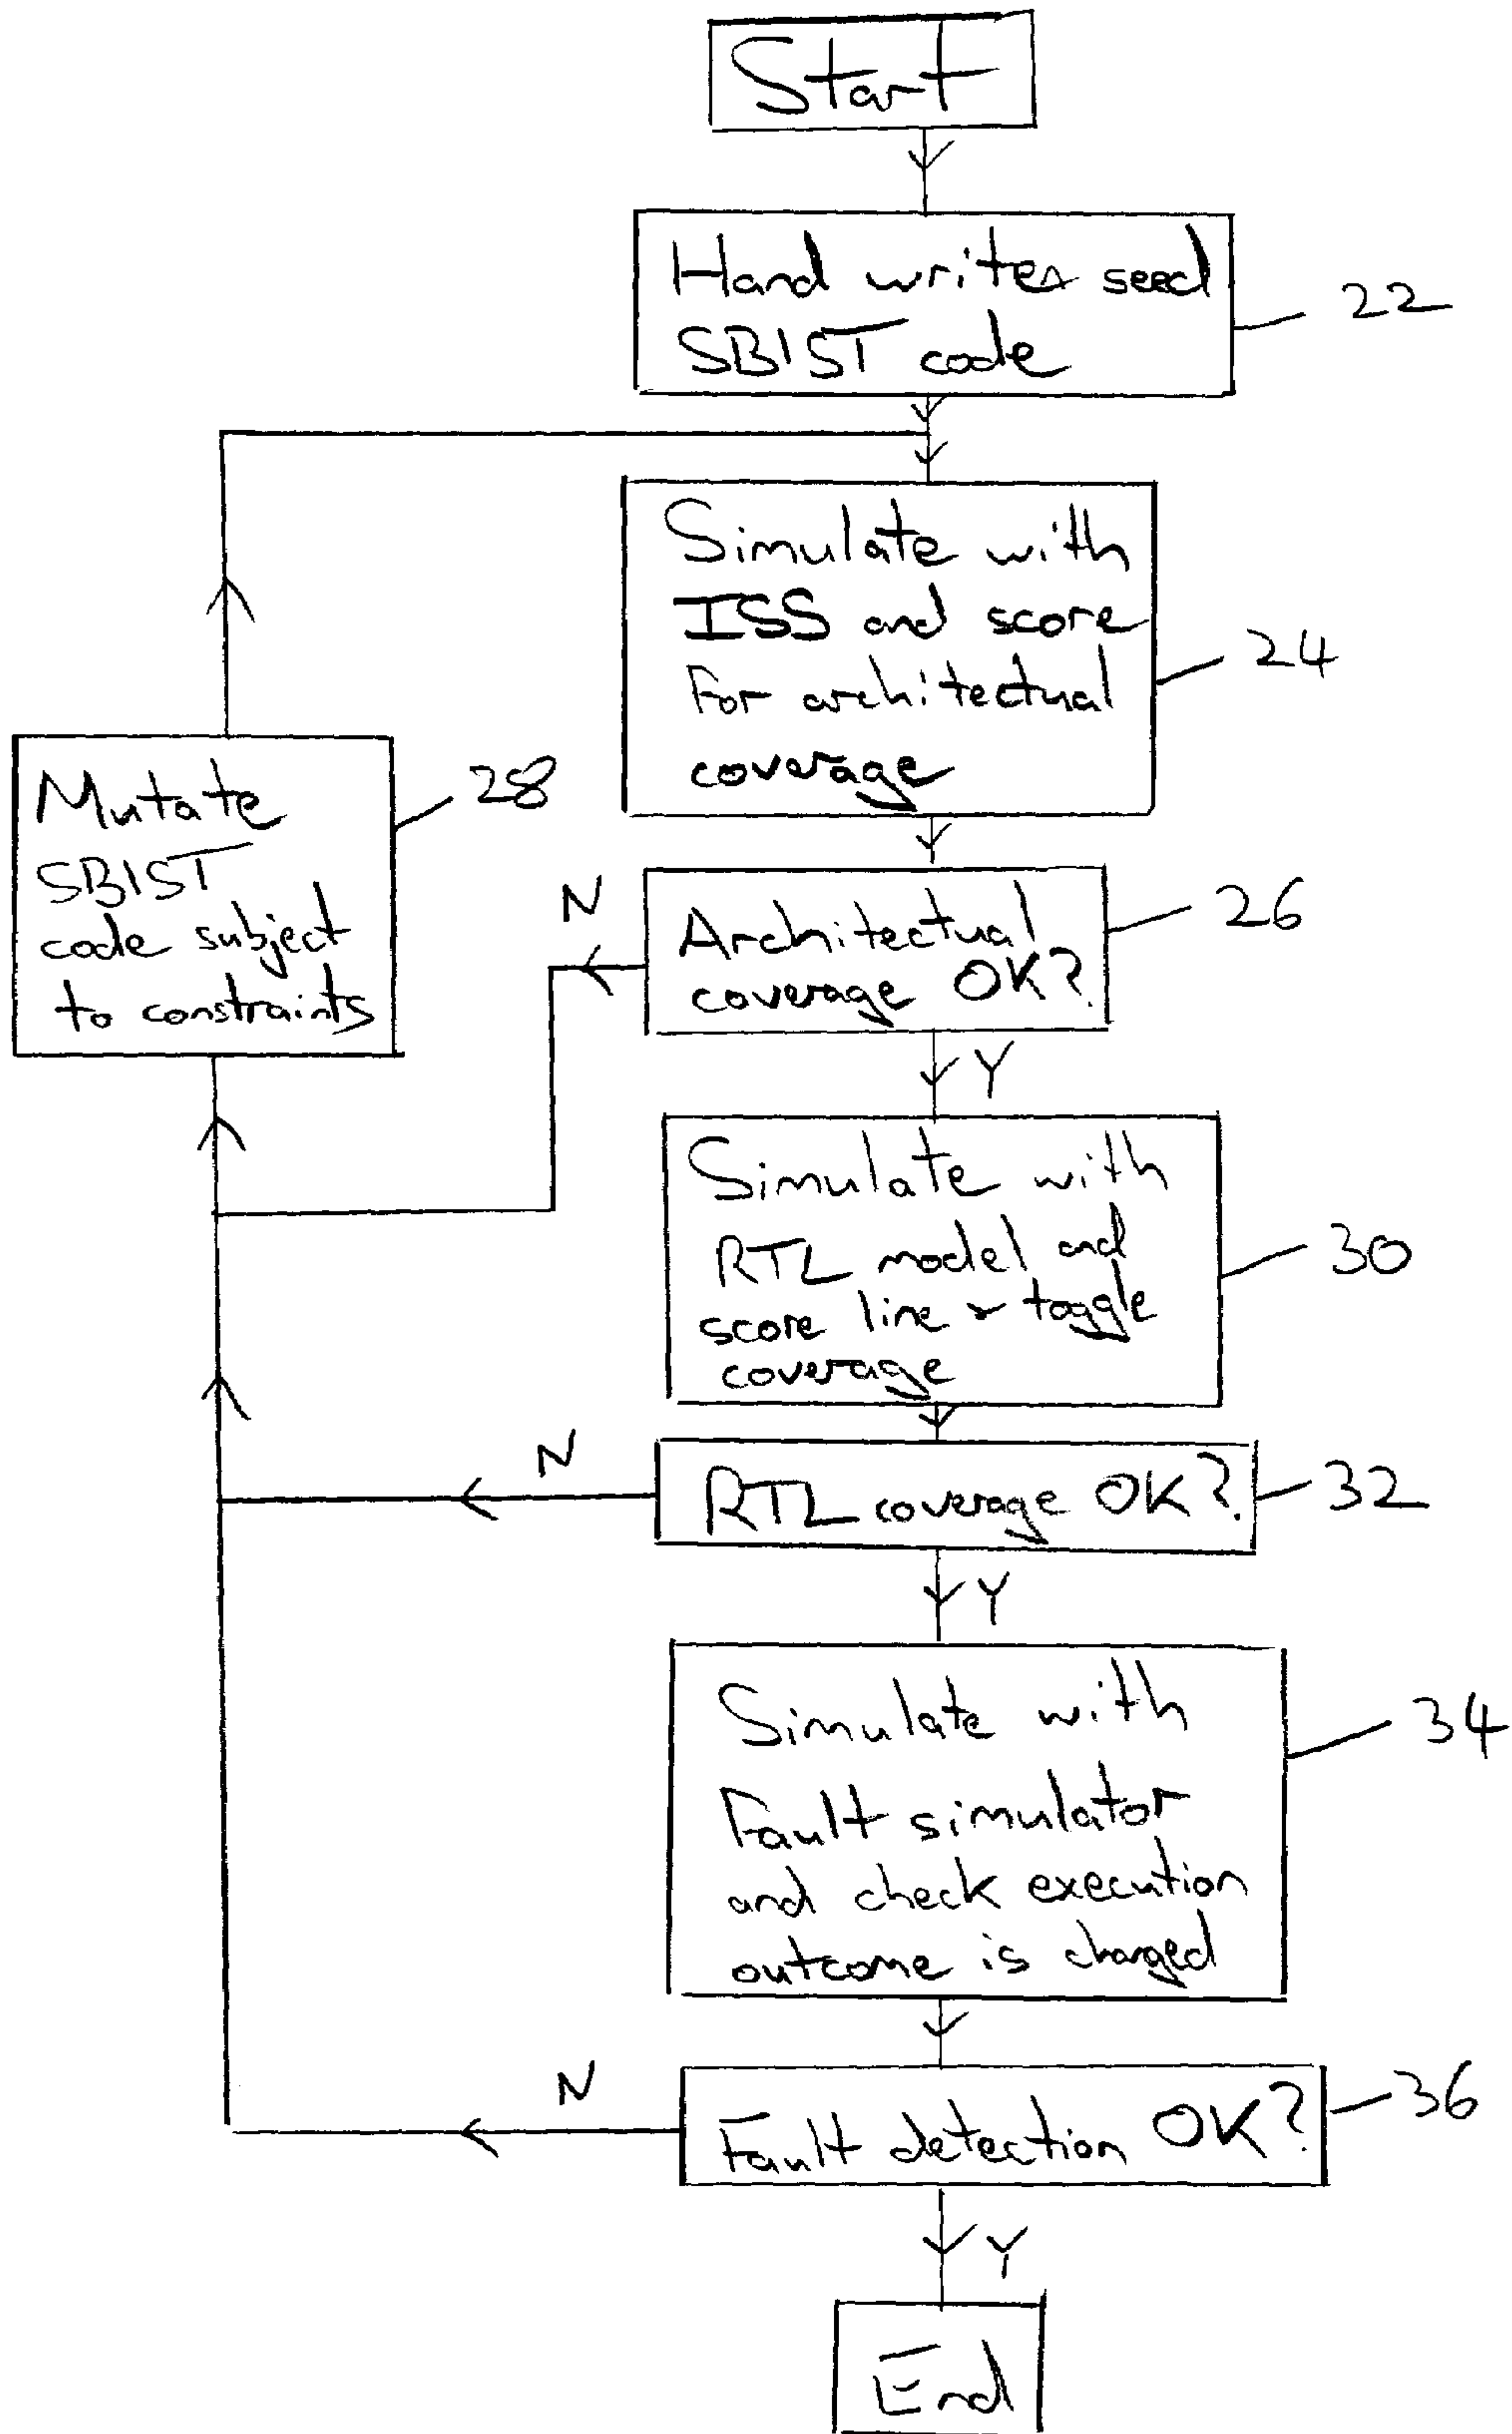 Start
Hand written seed
SBIST code
22
Simulate with
ISS and score
For architectual
coverage
24
Mutate
SBIST
code subject
to constraints
28
N
Architectual
coverage OK?
26
Y
Simulate with
RTL model and
score line & toggle
coverage
30
N
RTL coverage OK?
32
Y
Simulate with
Fault simulator
and check execution
outcome is changed
34
N
Fault detection OK?
36
Y
End